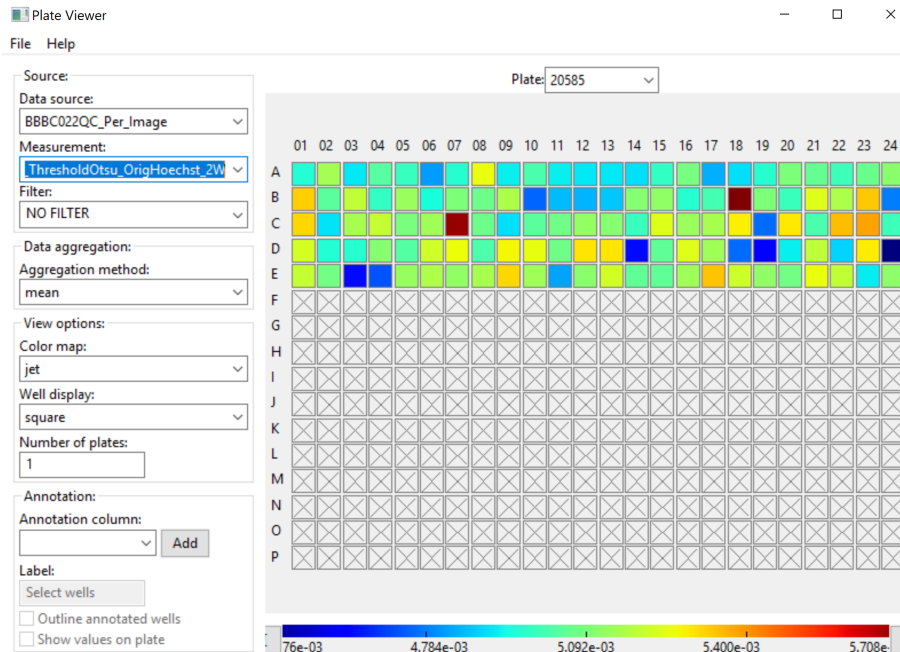 Plate Viewer
File Help
Source:
Data source:
BBBC022QC_Per_Image
Measurement:
_ThresholdOtsu_OrigHoechst_2W
Filter:
NO FILTER
Data aggregation:
Aggregation method:
mean
View options:
Color map:
jet
Well display:
square
Number of plates:
1
Annotation:
Annotation column:
Add
Label:
Select wells
Outline annotated wells
Show values on plate
Plate: 20585
01 02 03 04 05 06 07 08 09 10 11 12 13 14 15 16 17 18 19 20 21 22 23 24
A
B
C
D
E
F
G
H
I
J
K
L
M
N
O
P
76e-03 4.784e-03 5.092e-03 5.400e-03 5.708e-